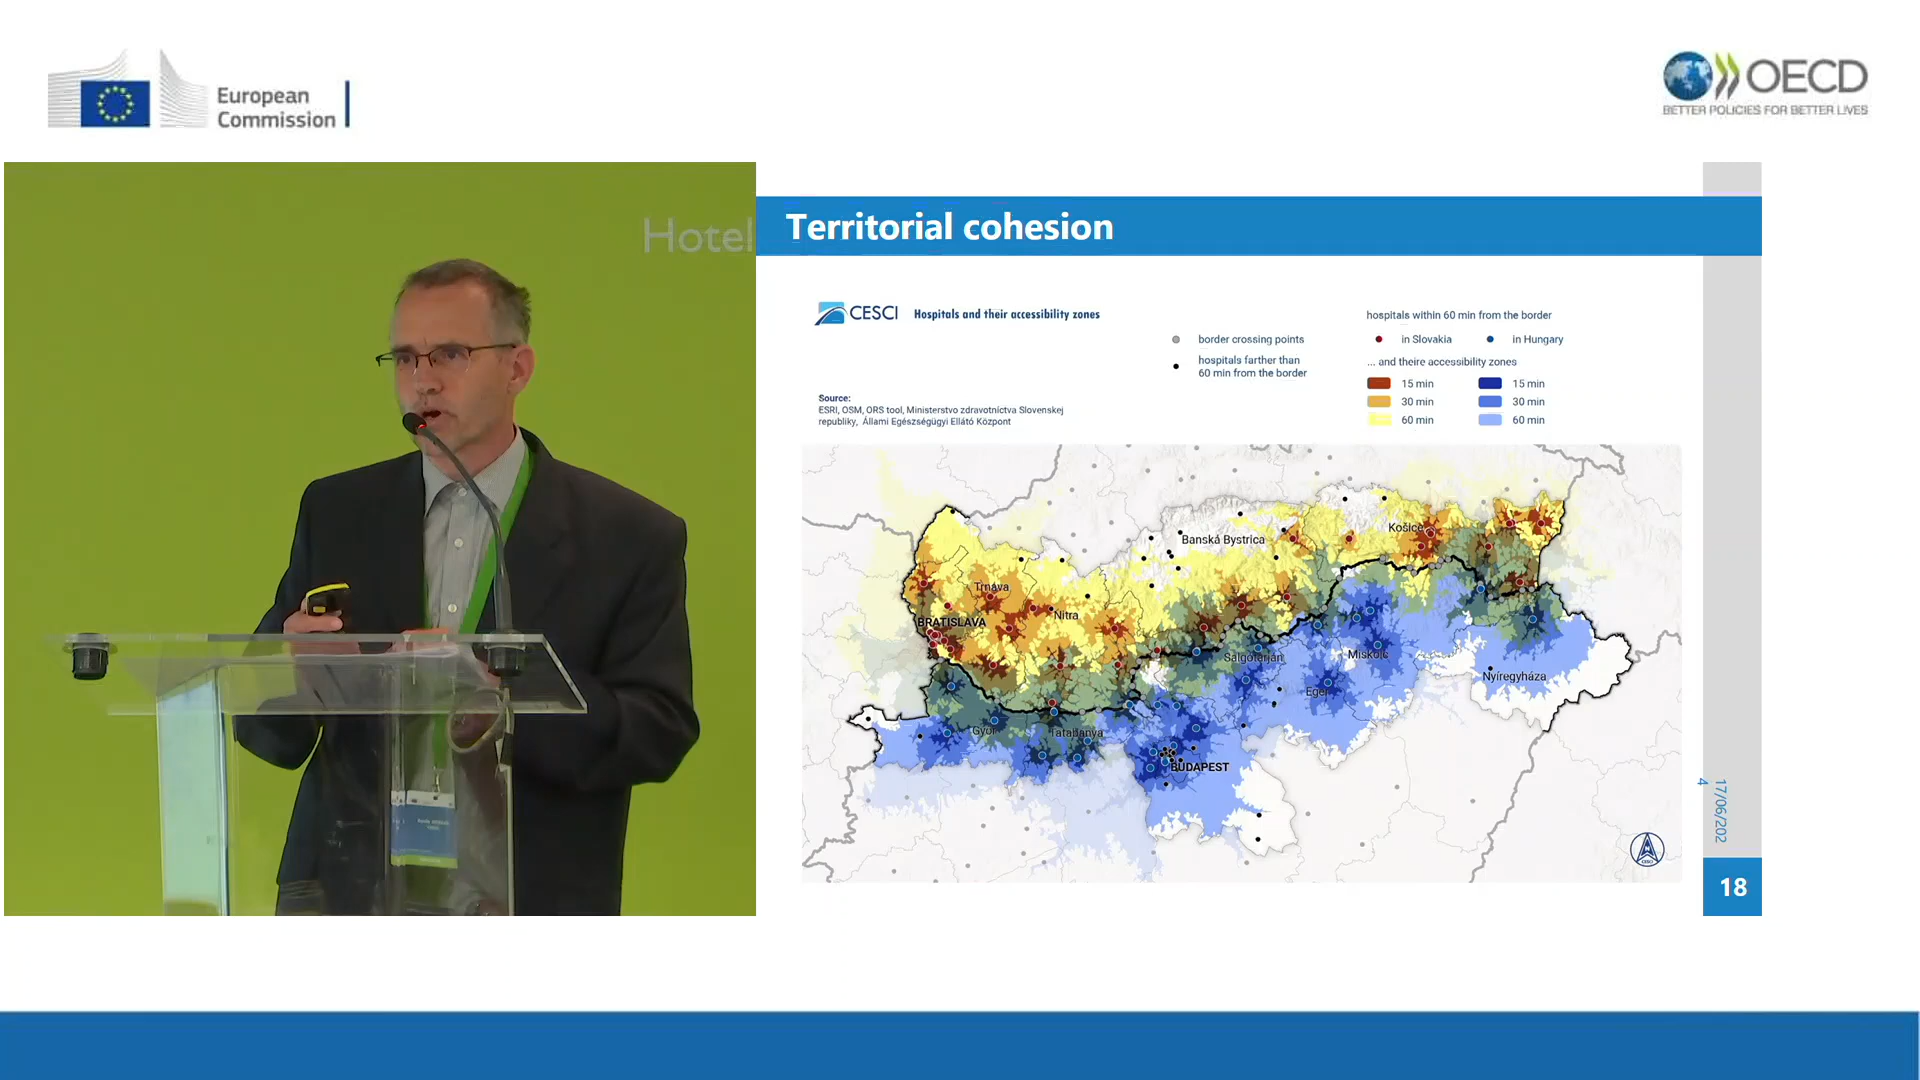 European
Commission
OECD
BETTER POLICIES FOR BETTER LIVES
Hotel
Territorial cohesion
CESCI
Hospitals and their accessibility zones
border crossing points
hospitals farther than
60 min from the border
hospitals within 60 min from the border
in Slovakia
in Hungary
... and theire accessibility zones
15 min
15 min
30 min
30 min
60 min
60 min
Source:
ESRI, OSM, ORS tool, Ministerstvo zdravotníctva Slovenskej
republiky, Állami Egészségügyi Ellátó Központ
Košice
Banská Bystrica
Trnava
Nitra
BRATISLAVA
Salgótarján
Miskolc
Nyíregyháza
Eger
Győr
Tatabánya
BUDAPEST
17/06/202
4
18